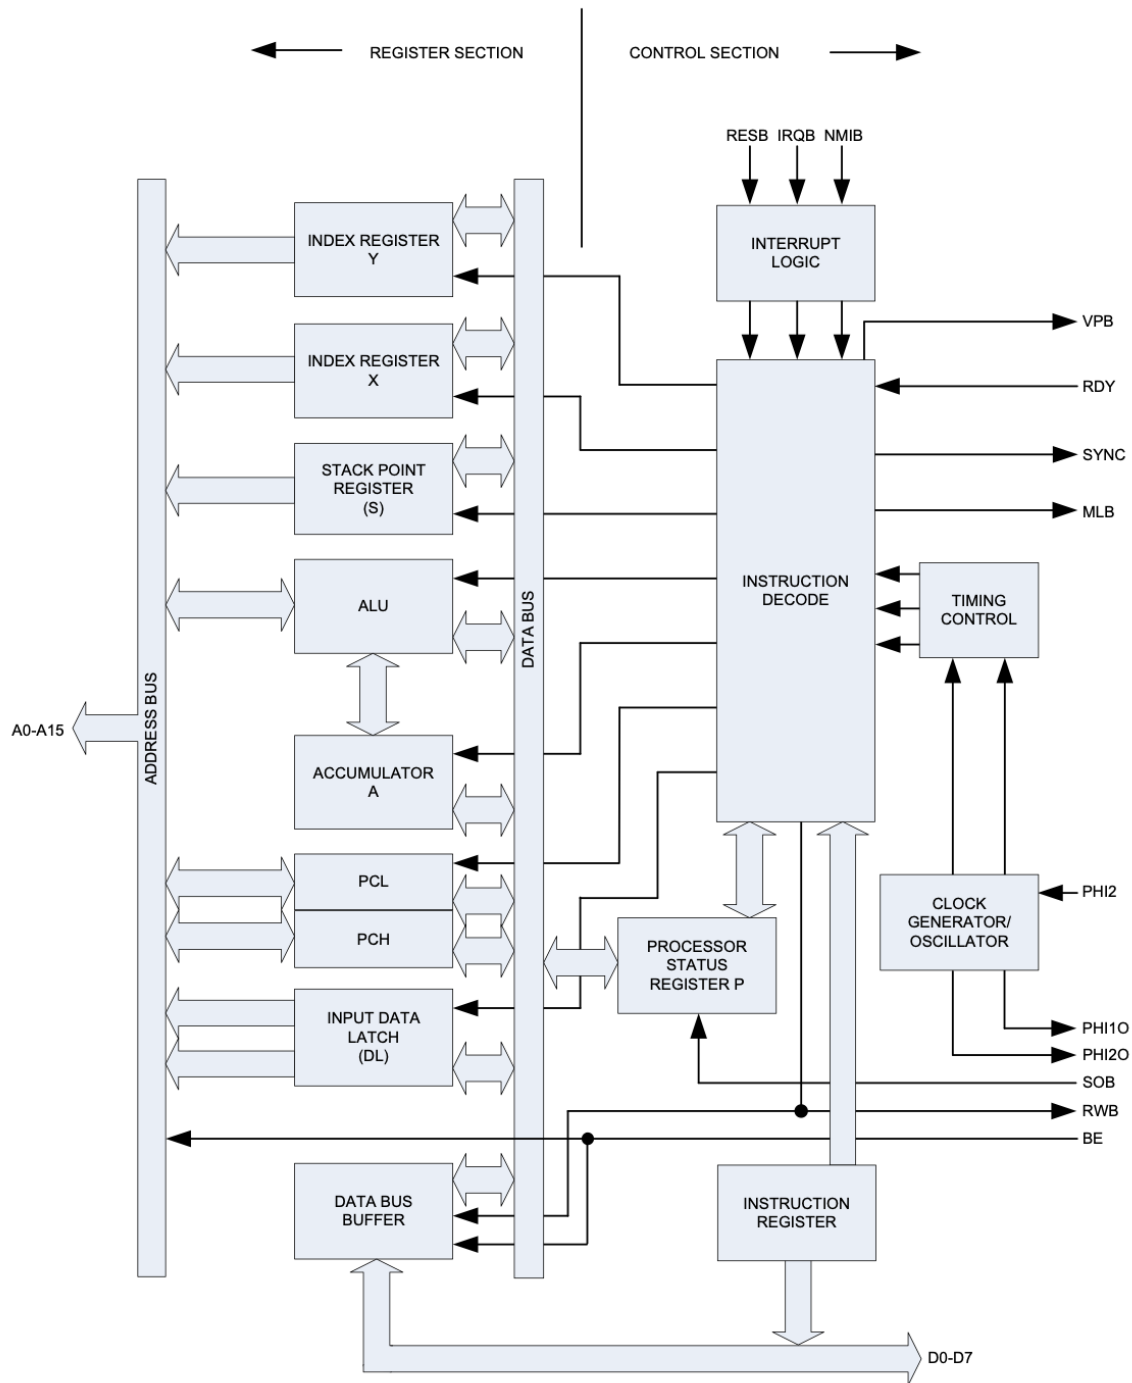 REGISTER SECTION
CONTROL SECTION
RESB
IRQB
NMIB
INTERRUPT
LOGIC
INDEX REGISTER
Y
INDEX REGISTER
X
STACK POINT
REGISTER
(S)
ALU
ACCUMULATOR
A
PCL
PCH
INPUT DATA
LATCH
(DL)
DATA BUS
BUFFER
ADDRESS BUS
DATA BUS
A0-A15
INSTRUCTION
DECODE
TIMING
CONTROL
CLOCK
GENERATOR/
OSCILLATOR
PROCESSOR
STATUS
REGISTER P
INSTRUCTION
REGISTER
VPB
RDY
SYNC
MLB
PHI2
PHI1O
PHI2O
SOB
RWB
BE
D0-D7